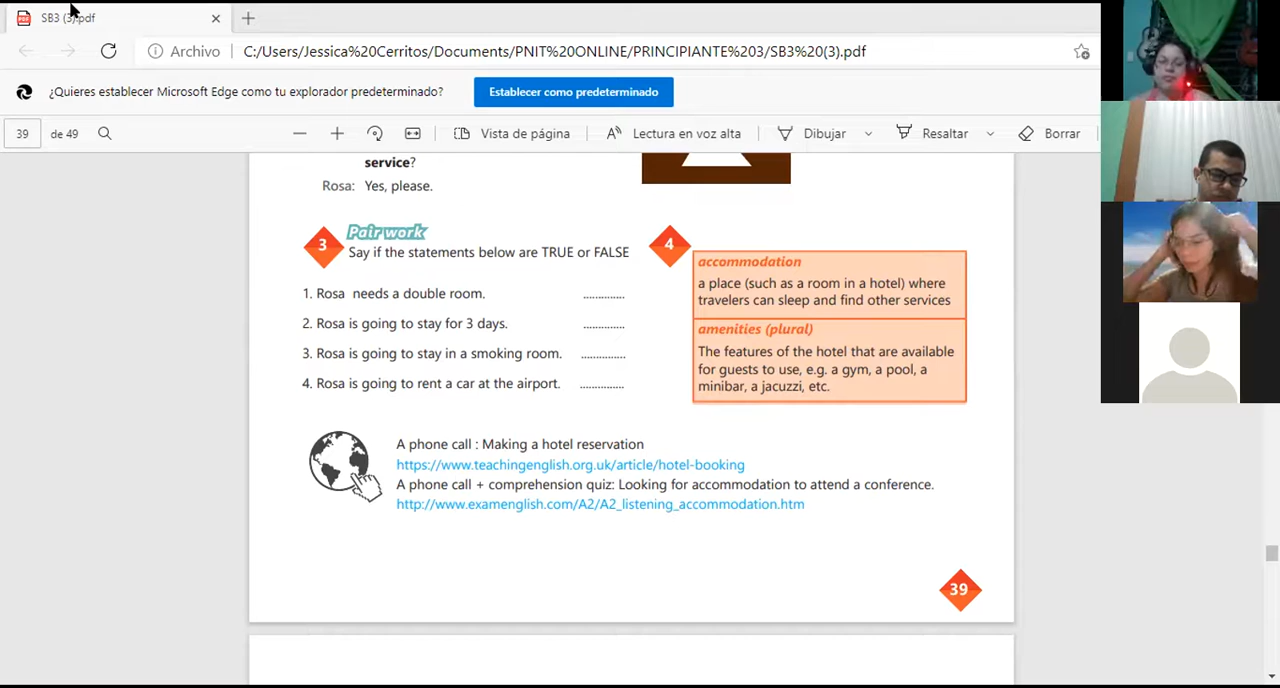 SB3 (3).pdf
Archivo
C:/Users/Jessica%20Cerritos/Documents/PNIT%20ONLINE/PRINCIPIANTE%203/SB3%20(3).pdf
¿Quieres establecer Microsoft Edge como tu explorador predeterminado?
Establecer como predeterminado
39 de 49
Vista de página
Lectura en voz alta
Dibujar
Resaltar
Borrar
service?
Rosa: Yes, please.
3 Pair work
Say if the statements below are TRUE or FALSE
1. Rosa needs a double room. ..............
2. Rosa is going to stay for 3 days. ..............
3. Rosa is going to stay in a smoking room. ..............
4. Rosa is going to rent a car at the airport. ..............
4
accommodation
a place (such as a room in a hotel) where
travelers can sleep and find other services
amenities (plural)
The features of the hotel that are available
for guests to use, e.g. a gym, a pool, a
minibar, a jacuzzi, etc.
A phone call : Making a hotel reservation
https://www.teachingenglish.org.uk/article/hotel-booking
A phone call + comprehension quiz: Looking for accommodation to attend a conference.
http://www.examenglish.com/A2/A2_listening_accommodation.htm
39